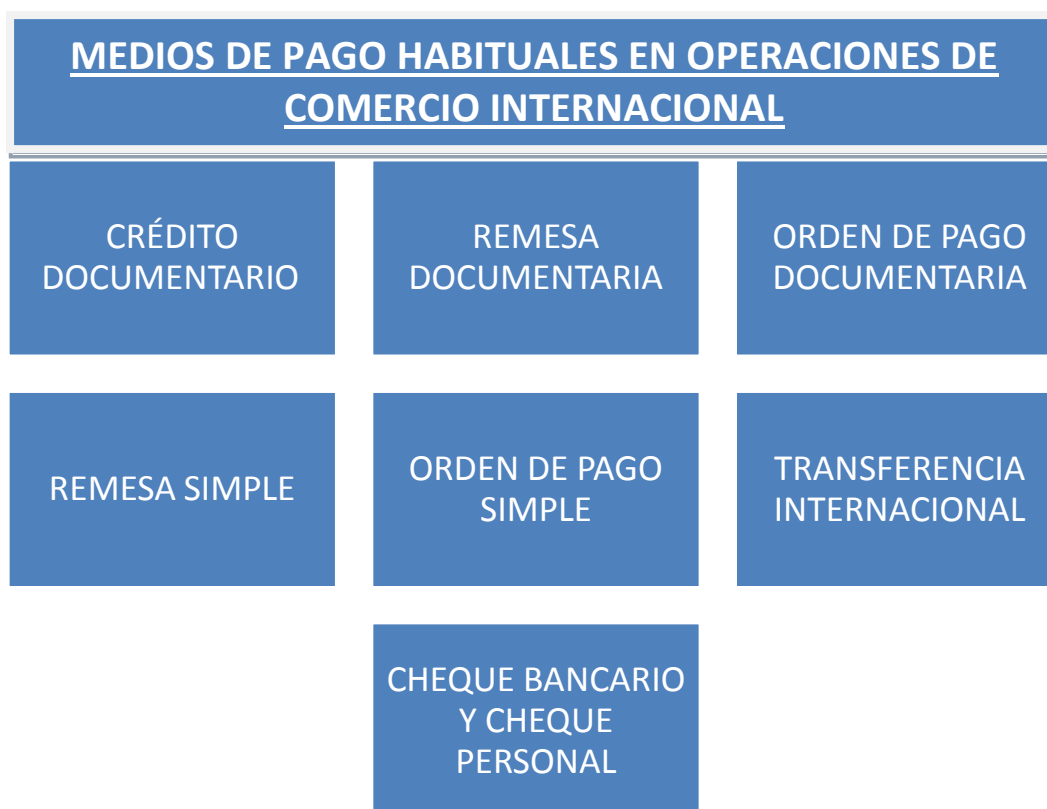 MEDIOS DE PAGO HABITUALES EN OPERACIONES DE
COMERCIO INTERNACIONAL
CRÉDITO
DOCUMENTARIO
REMESA
DOCUMENTARIA
ORDEN DE PAGO
DOCUMENTARIA
REMESA SIMPLE
ORDEN DE PAGO
SIMPLE
TRANSFERENCIA
INTERNACIONAL
CHEQUE BANCARIO
Y CHEQUE
PERSONAL